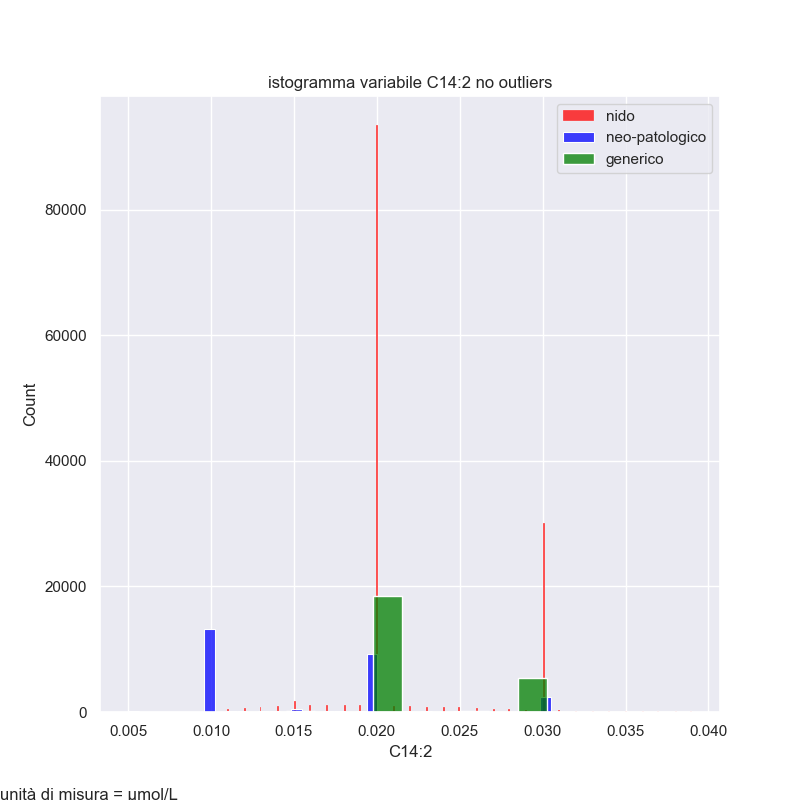 istogramma variabile C14:2 no outliers
nido
neo-patologico
generico
80000
60000
40000
20000
0
Count
0.005 0.010 0.015 0.020 0.025 0.030 0.035 0.040
C14:2
unità di misura = μmol/L